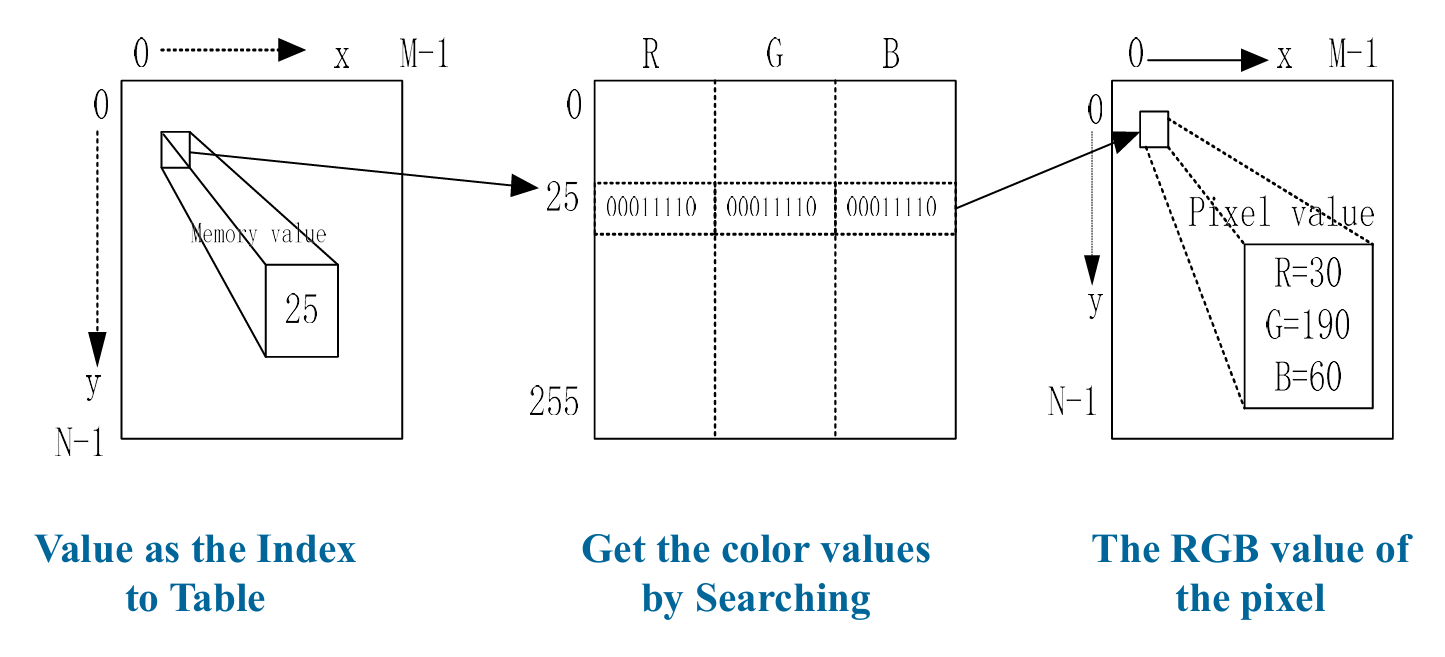 0 x M-1
0
Memory value
25
y
N-1
R G B
0
25 00011110 00011110 00011110
255
0 x M-1
0
Pixel value
R=30
G=190
B=60
y
N-1
Value as the Index
to Table
Get the color values
by Searching
The RGB value of
the pixel